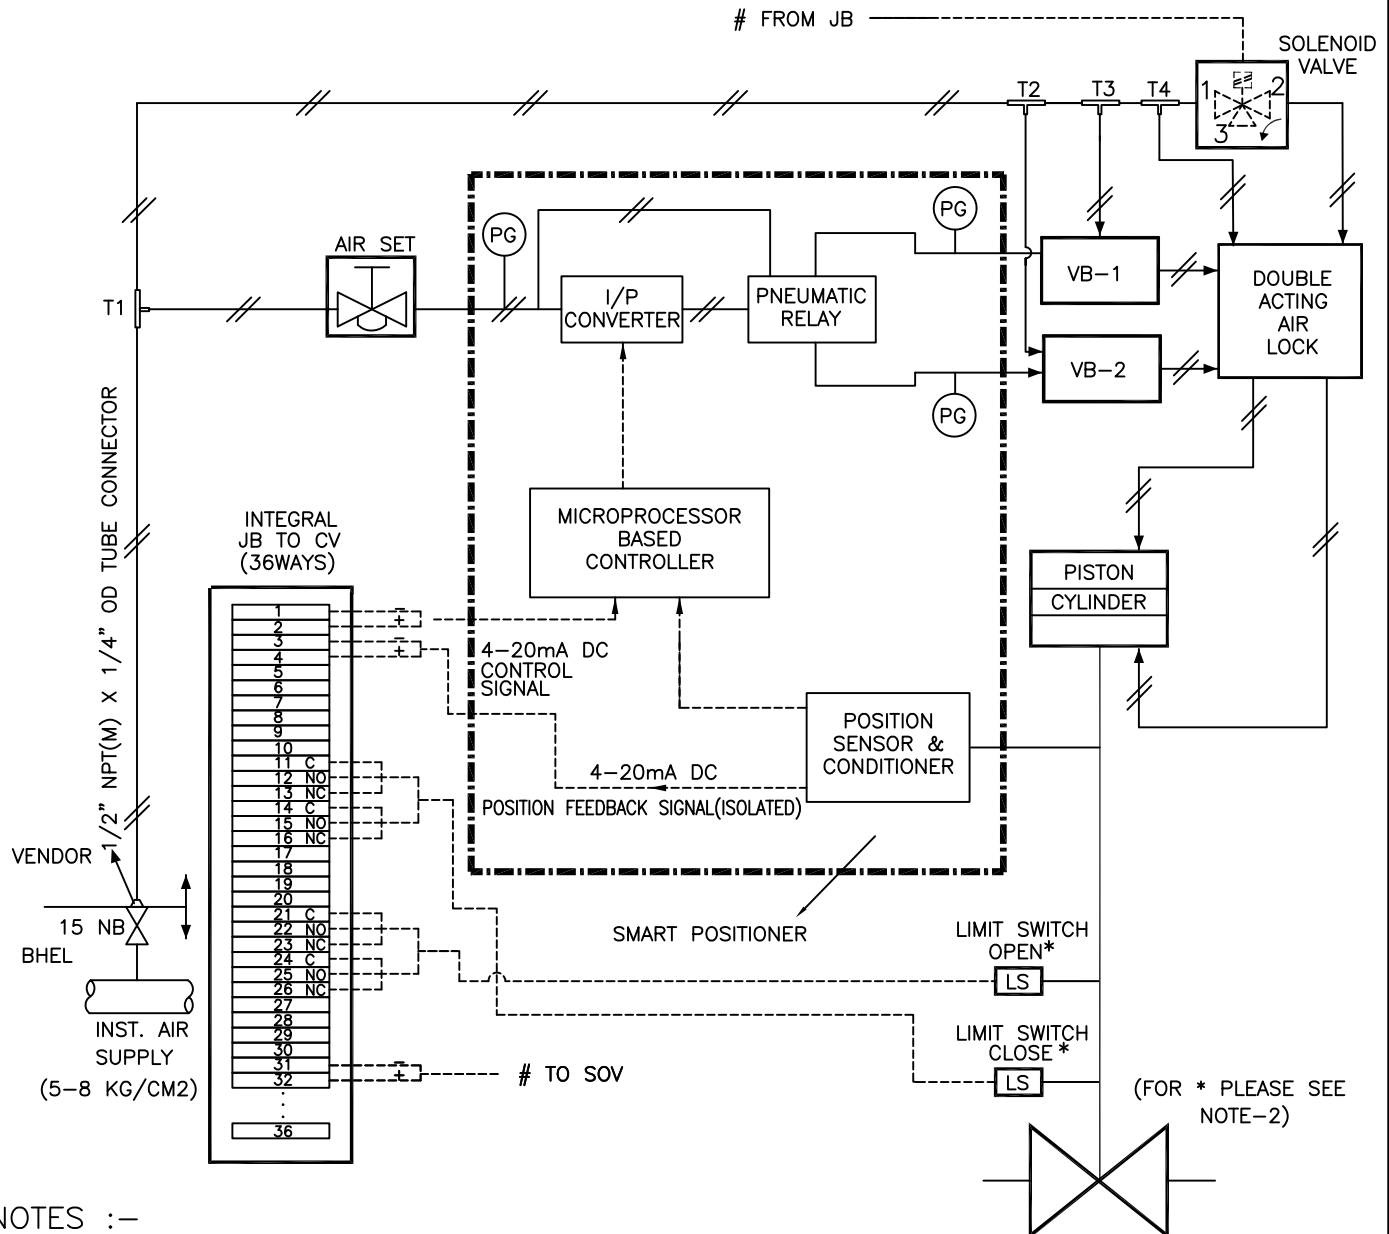 # FROM JB
SOLENOID
VALVE
T2
T3
T4
1
2
3
PG
PG
AIR SET
T1
I/P
CONVERTER
PNEUMATIC
RELAY
VB-1
DOUBLE
ACTING
AIR
LOCK
VB-2
PG
1/2" NPT(M) X 1/4" OD TUBE CONNECTOR
INTEGRAL
JB TO CV
(36WAYS)
MICROPROCESSOR
BASED
CONTROLLER
PISTON
CYLINDER
1 -
2 +
3 -
4 +
5
6
7
8
9
10
11 C
12 NO
13 NC
14 C
15 NO
16 NC
17
18
19
20
21 C
22 NO
23 NC
24 C
25 NO
26 NC
27
28
29
30
31 -
32 +
36
4-20mA DC
CONTROL
SIGNAL
POSITION
SENSOR &
CONDITIONER
4-20mA DC
POSITION FEEDBACK SIGNAL(ISOLATED)
VENDOR
15 NB
BHEL
INST. AIR
SUPPLY
(5-8 KG/CM2)
SMART POSITIONER
LIMIT SWITCH
OPEN*
LS
LIMIT SWITCH
CLOSE*
LS
# TO SOV
(FOR * PLEASE SEE
NOTE-2)
NOTES :-